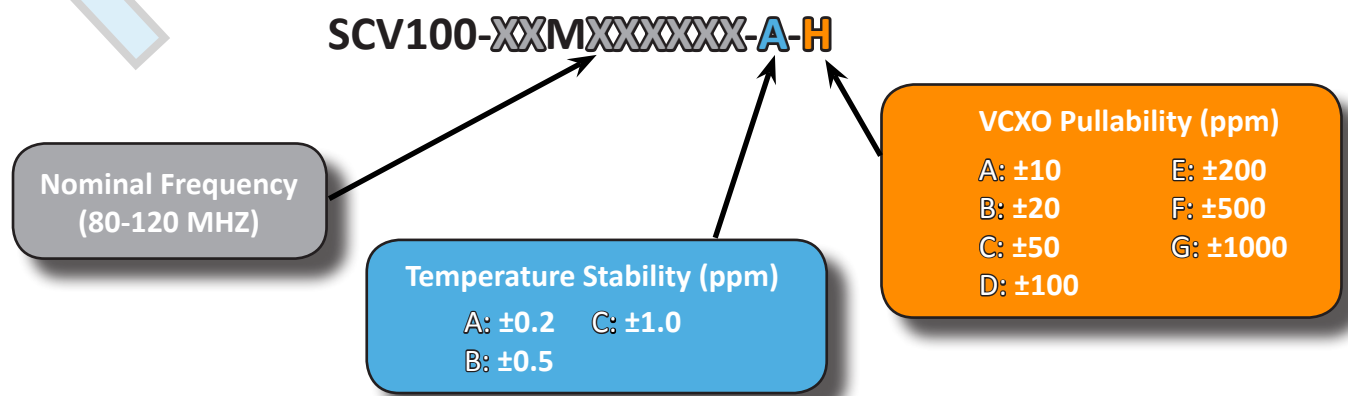 SCV100-XXMXXXXXX-A-H
Nominal Frequency
(80-120 MHZ)
Temperature Stability (ppm)
A: ±0.2 C: ±1.0
B: ±0.5
VCXO Pullability (ppm)
A: ±10 E: ±200
B: ±20 F: ±500
C: ±50 G: ±1000
D: ±100